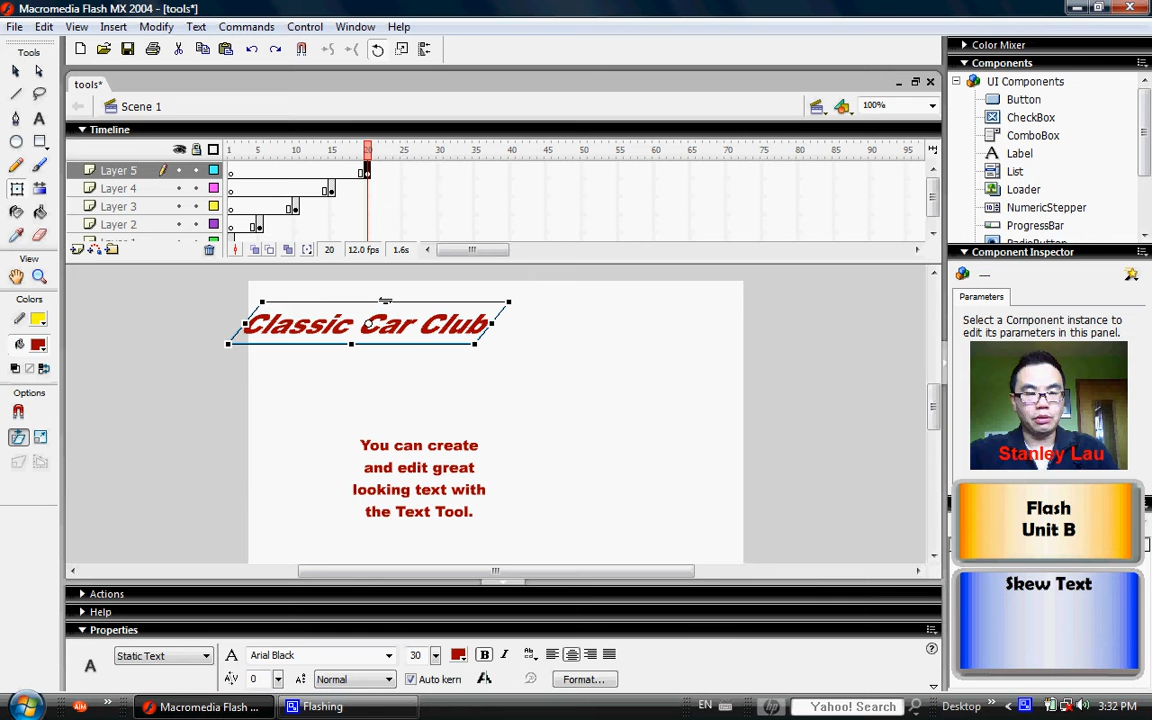 Macromedia Flash MX 2004 - [tools*]
File Edit View Insert Modify Text Commands Control Window Help
Tools
View
Colors
Options
tools*
Scene 1
100%
Timeline
1 5 10 15 20 25 30 35 40 45 50 55 60 65 70 75 80 85 90 95
Layer 5
Layer 4
Layer 3
Layer 2
20 12.0 fps 1.6s
Classic Car Club
You can create
and edit great
looking text with
the Text Tool.
Actions
Help
Properties
Static Text
A Arial Black 30 B I
A
0 Normal Auto kern Format...
Color Mixer
Components
UI Components
Button
CheckBox
ComboBox
Label
List
Loader
NumericStepper
ProgressBar
Component Inspector
Parameters
Select a Component instance to
edit its parameters in this panel.
Stanley Lau
Flash
Unit B
Skew Text
Macromedia Flash ...
Flashing
EN
Yahoo! Search
Desktop
3:32 PM